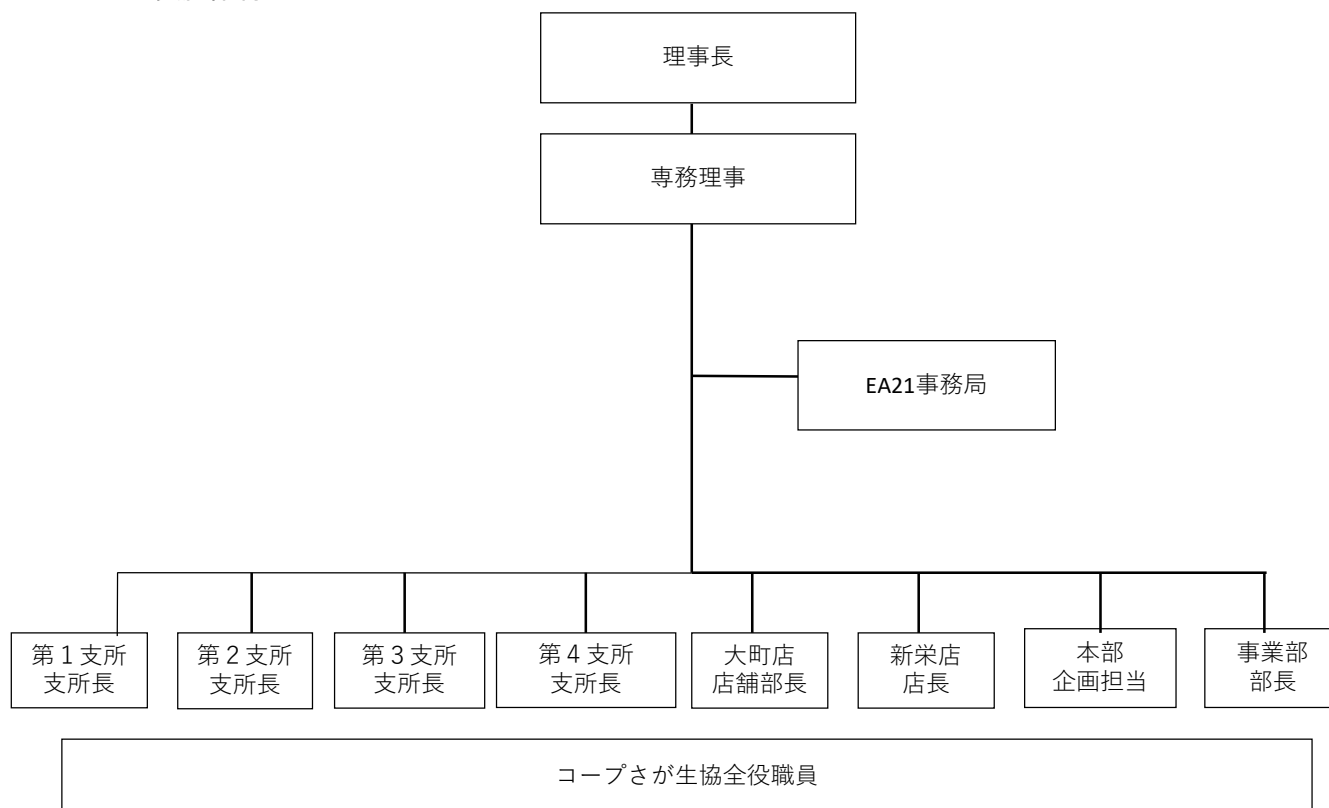 理事長
専務理事
EA21事務局
第１支所
支所長
第２支所
支所長
第３支所
支所長
第４支所
支所長
大町店
店舗部長
新栄店
店長
本部
企画担当
事業部
部長
コープさが生協全役職員